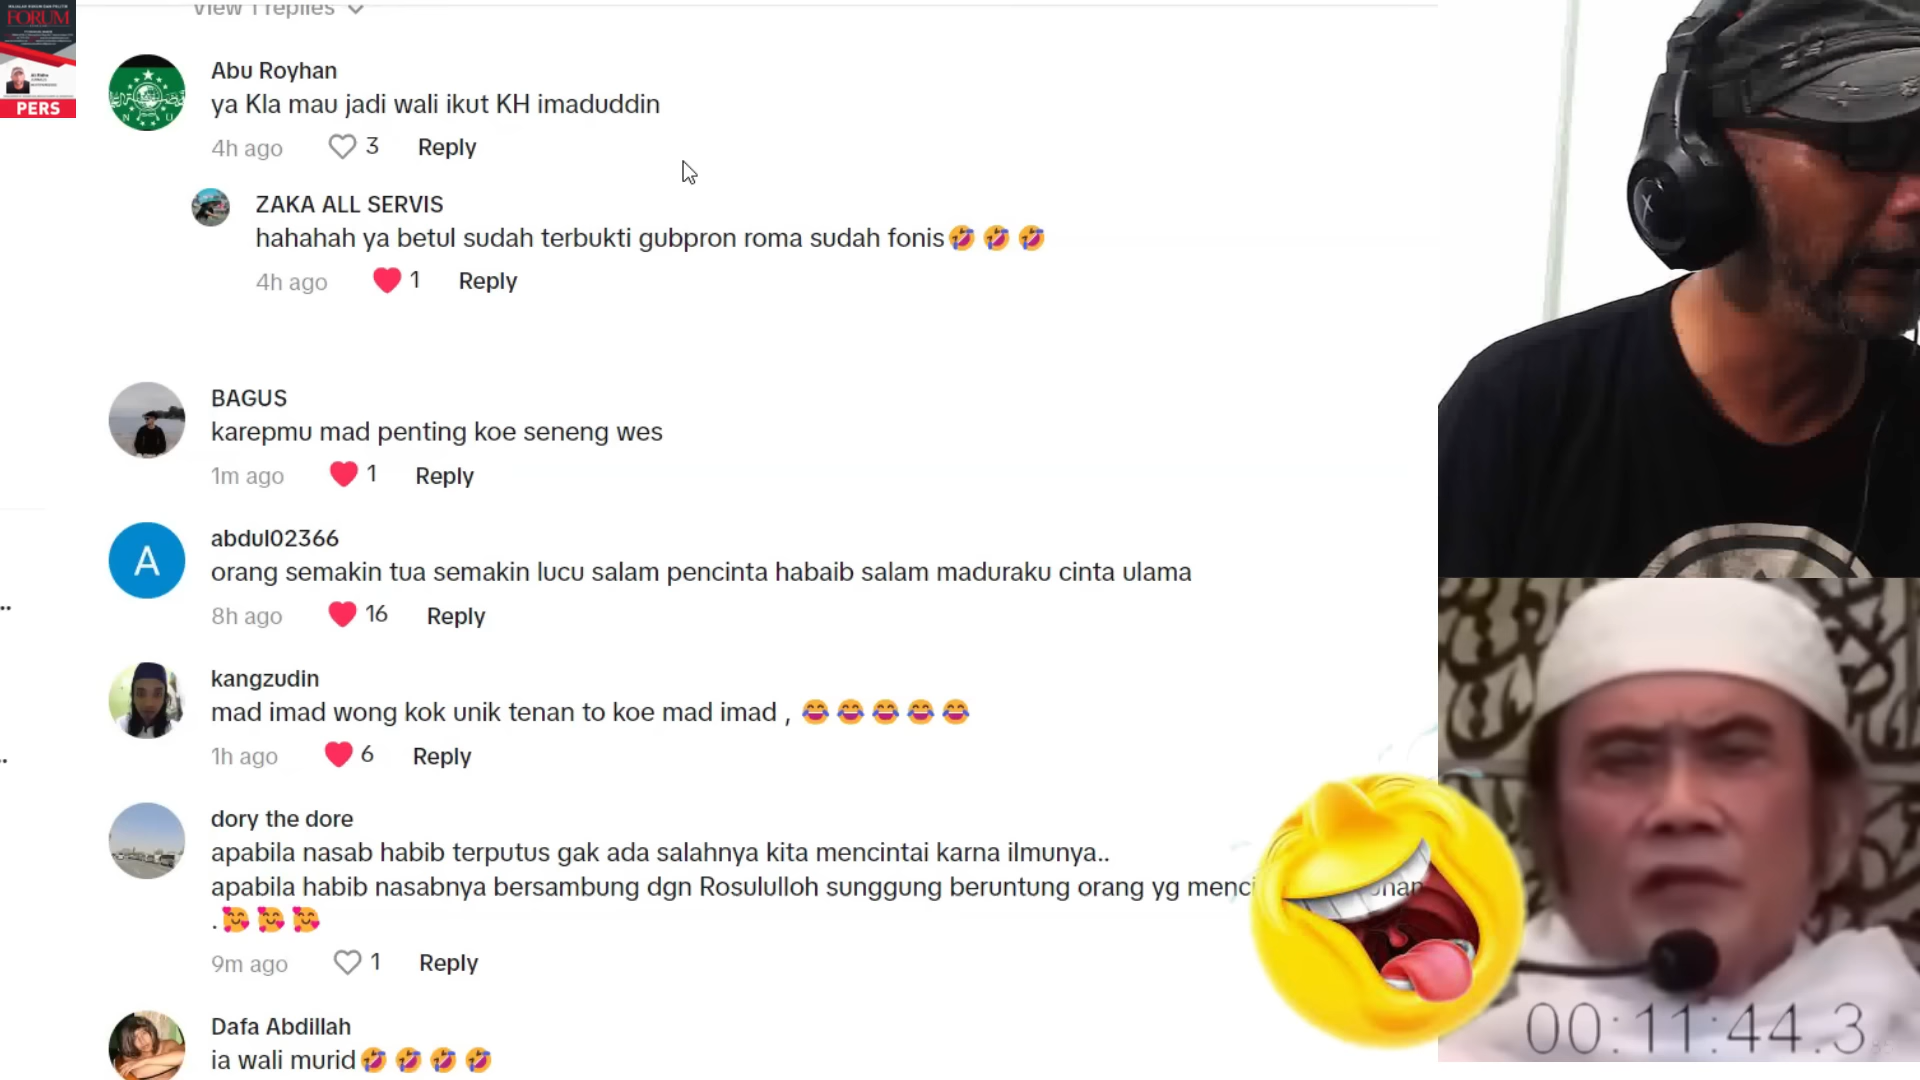 FORUM
PERS
View 1 replies
Abu Royhan
ya Kla mau jadi wali ikut KH imaduddin
4h ago 3 Reply
ZAKA ALL SERVIS
hahahah ya betul sudah terbukti gubpron roma sudah fonis🤣🤣🤣
4h ago 1 Reply
BAGUS
karepmu mad penting koe seneng wes
1m ago 1 Reply
A
abdul02366
orang semakin tua semakin lucu salam pencinta habaib salam maduraku cinta ulama
8h ago 16 Reply
kangzudin
mad imad wong kok unik tenan to koe mad imad , 😂😂😂😂😂
1h ago 6 Reply
dory the dore
apabila nasab habib terputus gak ada salahnya kita mencintai karna ilmunya..
apabila habib nasabnya bersambung dgn Rosululloh sunggung beruntung orang yg
.🥰🥰🥰
9m ago 1 Reply
Dafa Abdillah
ia wali murid🤣🤣🤣🤣
00:11:44.3